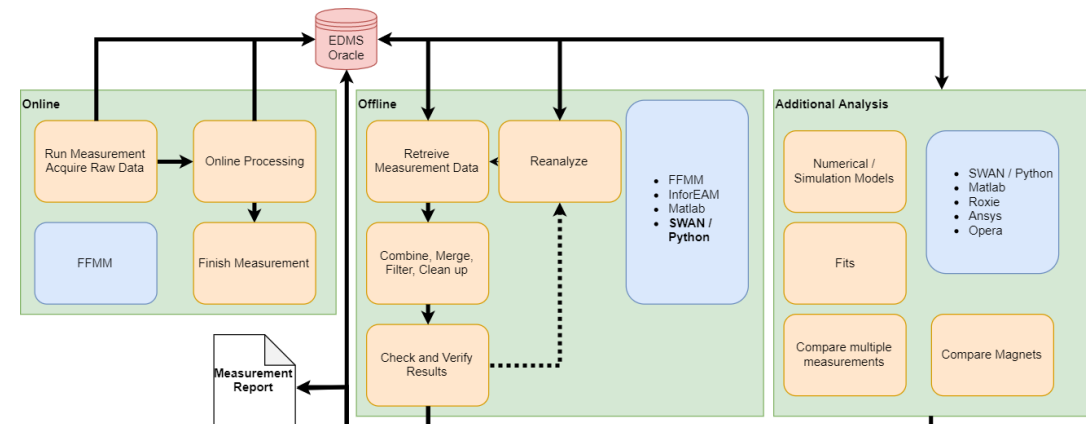 EDMS
Oracle
Online
Run Measurement
Acquire Raw Data
Online Processing
FFMM
Finish Measurement
Measurement
Report
Offline
Retreive
Measurement Data
Reanalyze
Combine, Merge,
Filter, Clean up
Check and Verify
Results
• FFMM
• InforEAM
• Matlab
• SWAN /
Python
Additional Analysis
Numerical /
Simulation Models
Fits
Compare multiple
measurements
• SWAN / Python
• Matlab
• Roxie
• Ansys
• Opera
Compare Magnets